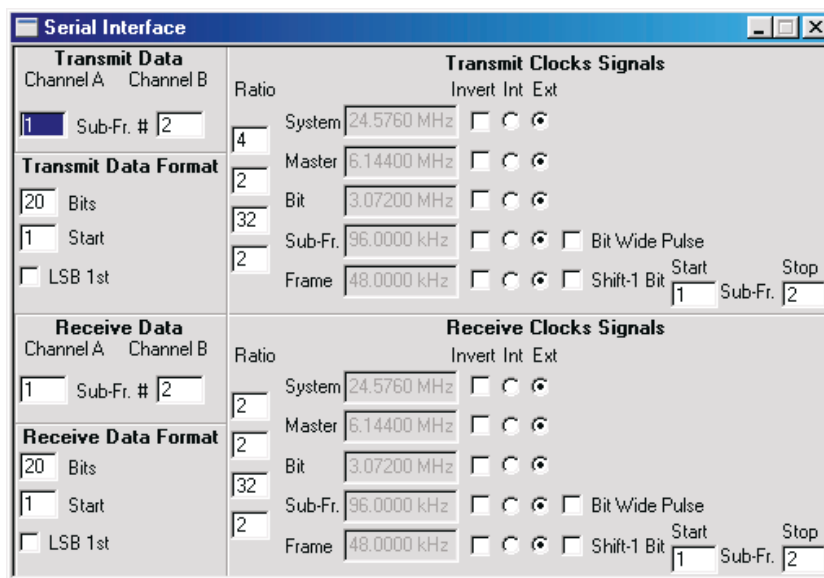 Serial Interface
Transmit Data
Channel A Channel B
1 Sub-Fr. # 2
Transmit Data Format
20 Bits
1 Start
LSB 1st
Transmit Clocks Signals
Ratio Invert Int Ext
System 24.5760 MHz
4
Master 6.14400 MHz
2
Bit 3.07200 MHz
32
Sub-Fr. 96.0000 kHz Bit Wide Pulse
2
Frame 48.0000 kHz Shift-1 Bit Start 1 Sub-Fr. Stop 2
Receive Data
Channel A Channel B
1 Sub-Fr. # 2
Receive Data Format
20 Bits
1 Start
LSB 1st
Receive Clocks Signals
Ratio Invert Int Ext
System 24.5760 MHz
2
Master 6.14400 MHz
2
Bit 3.07200 MHz
32
Sub-Fr. 96.0000 kHz Bit Wide Pulse
2
Frame 48.0000 kHz Shift-1 Bit Start 1 Sub-Fr. Stop 2